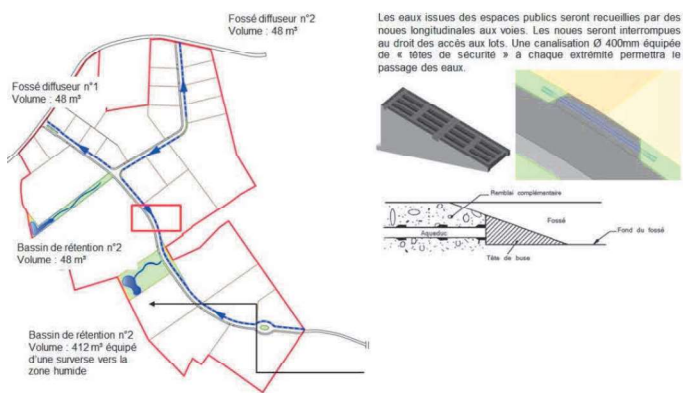 Fossé diffuseur n°2
Volume : 48 m³
Fossé diffuseur n°1
Volume : 48 m³
Bassin de rétention n°2
Volume : 48 m³
Bassin de rétention n°2
Volume : 412 m³ équipé
d'une surverse vers la
zone humide
Les eaux issues des espaces publics seront recueillies par des
noues longitudinales aux voies. Les noues seront interrompues
au droit des accès aux lots. Une canalisation Ø 400mm équipée
de « têtes de sécurité » à chaque extrémité permettra le
passage des eaux.
Remblai complémentaire
Fossé
Fond du fossé
Aqueduc
Tête de buse